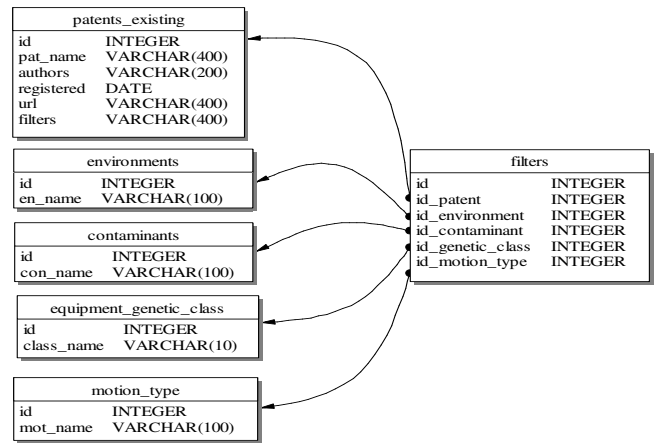 patents_existing
id INTEGER
pat_name VARCHAR(400)
authors VARCHAR(200)
registered DATE
url VARCHAR(400)
filters VARCHAR(400)
environments
id INTEGER
en_name VARCHAR(100)
contaminants
id INTEGER
con_name VARCHAR(100)
equipment_genetic_class
id INTEGER
class_name VARCHAR(10)
motion_type
id INTEGER
mot_name VARCHAR(100)
filters
id INTEGER
id_patent INTEGER
id_environment INTEGER
id_contaminant INTEGER
id_genetic_class INTEGER
id_motion_type INTEGER